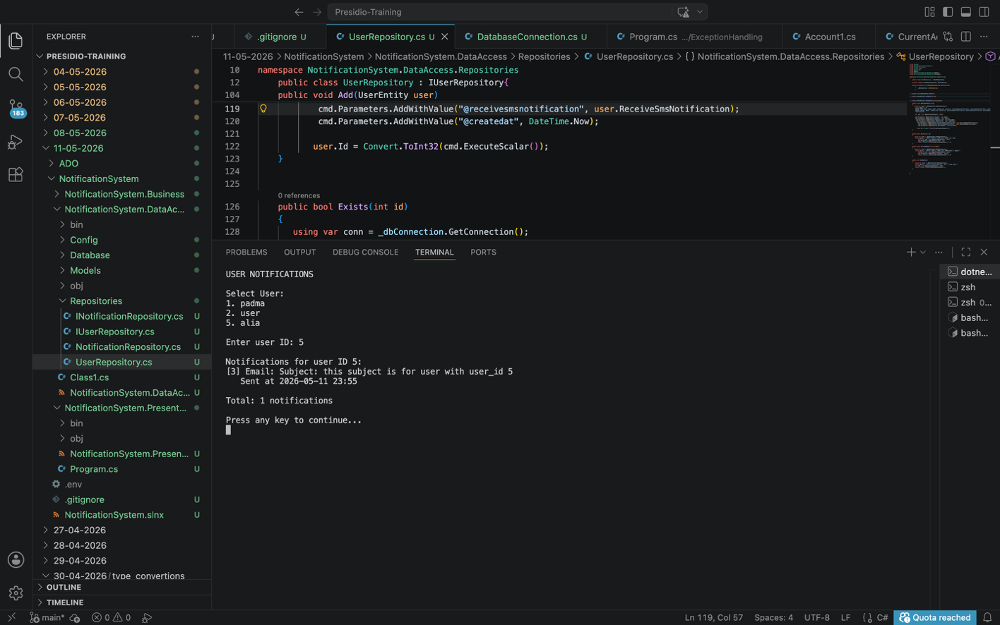 Presidio-Training
EXPLORER
PRESIDIO-TRAINING
04-05-2026
05-05-2026
06-05-2026
07-05-2026
08-05-2026
11-05-2026
ADO
NotificationSystem
NotificationSystem.Business
NotificationSystem.DataAc...
bin
Config
Database
Models
obj
Repositories
INotificationRepository.cs U
IUserRepository.cs U
NotificationRepository.cs U
UserRepository.cs U
Class1.cs U
NotificationSystem.DataAc... U
NotificationSystem.Present...
bin
obj
NotificationSystem.Presen... U
Program.cs U
.env
.gitignore U
NotificationSystem.slnx U
27-04-2026
28-04-2026
29-04-2026
30-04-2026/type_convertions
OUTLINE
TIMELINE
183
U .gitignore U UserRepository.cs U DatabaseConnection.cs U Program.cs .../ExceptionHandling Account1.cs CurrentAc
11-05-2026 > NotificationSystem > NotificationSystem.DataAccess > Repositories > UserRepository.cs > {} NotificationSystem.DataAccess.Repositories > UserRepository >
10 namespace NotificationSystem.DataAccess.Repositories
12 public class UserRepository : IUserRepository{
104 public void Add(UserEntity user)
119 cmd.Parameters.AddWithValue("@receivesmsnotification", user.ReceiveSmsNotification);
120 cmd.Parameters.AddWithValue("@createdat", DateTime.Now);
121
122 user.Id = Convert.ToInt32(cmd.ExecuteScalar());
123 }
124
125
0 references
126 public bool Exists(int id)
127 {
128 using var conn = _dbConnection.GetConnection();
PROBLEMS OUTPUT DEBUG CONSOLE TERMINAL PORTS
USER NOTIFICATIONS
Select User:
1. padma
2. user
5. alia
Enter user ID: 5
Notifications for user ID 5:
[3] Email: Subject: this subject is for user with user_id 5
Sent at 2026-05-11 23:55
Total: 1 notifications
Press any key to continue...
dotne...
zsh
zsh 0...
bash...
bash...
main* 0 0 Ln 119, Col 57 Spaces: 4 UTF-8 LF {} C# Quota reached